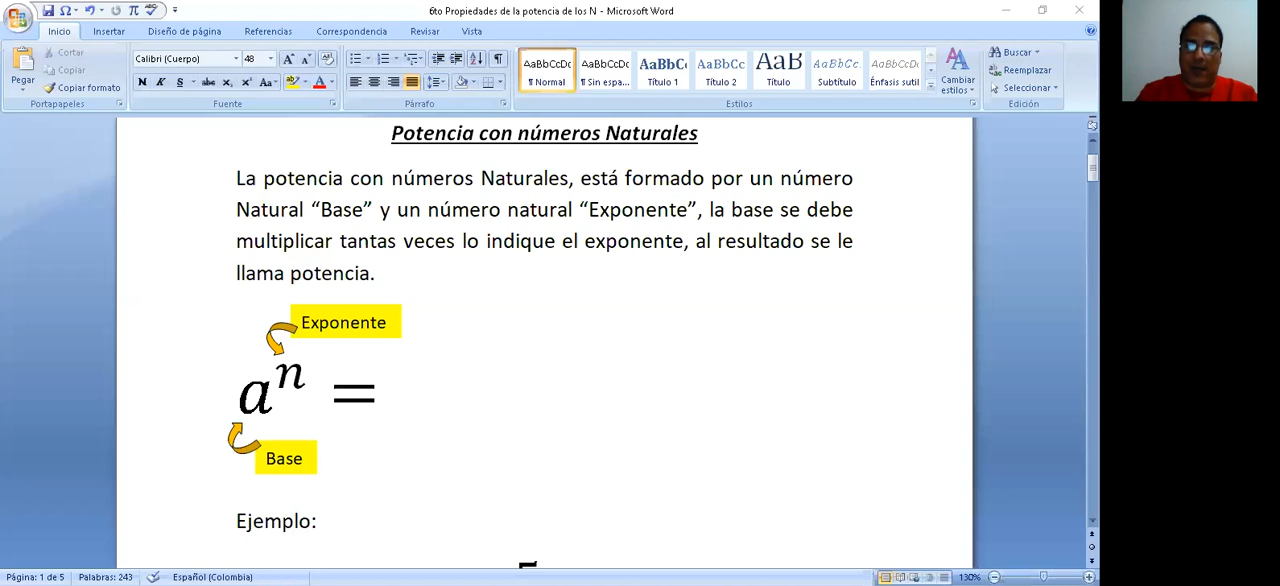 6to Propiedades de la potencia de los N - Microsoft Word
Inicio Insertar Diseño de página Referencias Correspondencia Revisar Vista
Pegar
Cortar
Copiar
Copiar formato
Portapapeles
Calibri (Cuerpo) 48
N K S abe x₂ x² Aa
Fuente
Párrafo
AaBbCcDc AaBbCcDc AaBbCc AaBbCc AaB AaBbCc. AaBbCcDc
¶ Normal ¶ Sin espa... Título 1 Título 2 Título Subtítulo Énfasis sutil
Cambiar estilos
Estilos
Buscar
Reemplazar
Seleccionar
Edición
Potencia con números Naturales
La potencia con números Naturales, está formado por un número
Natural “Base” y un número natural “Exponente”, la base se debe
multiplicar tantas veces lo indique el exponente, al resultado se le
llama potencia.
Exponente
aⁿ =
Base
Ejemplo:
Página: 1 de 5 Palabras: 243 Español (Colombia) 130%